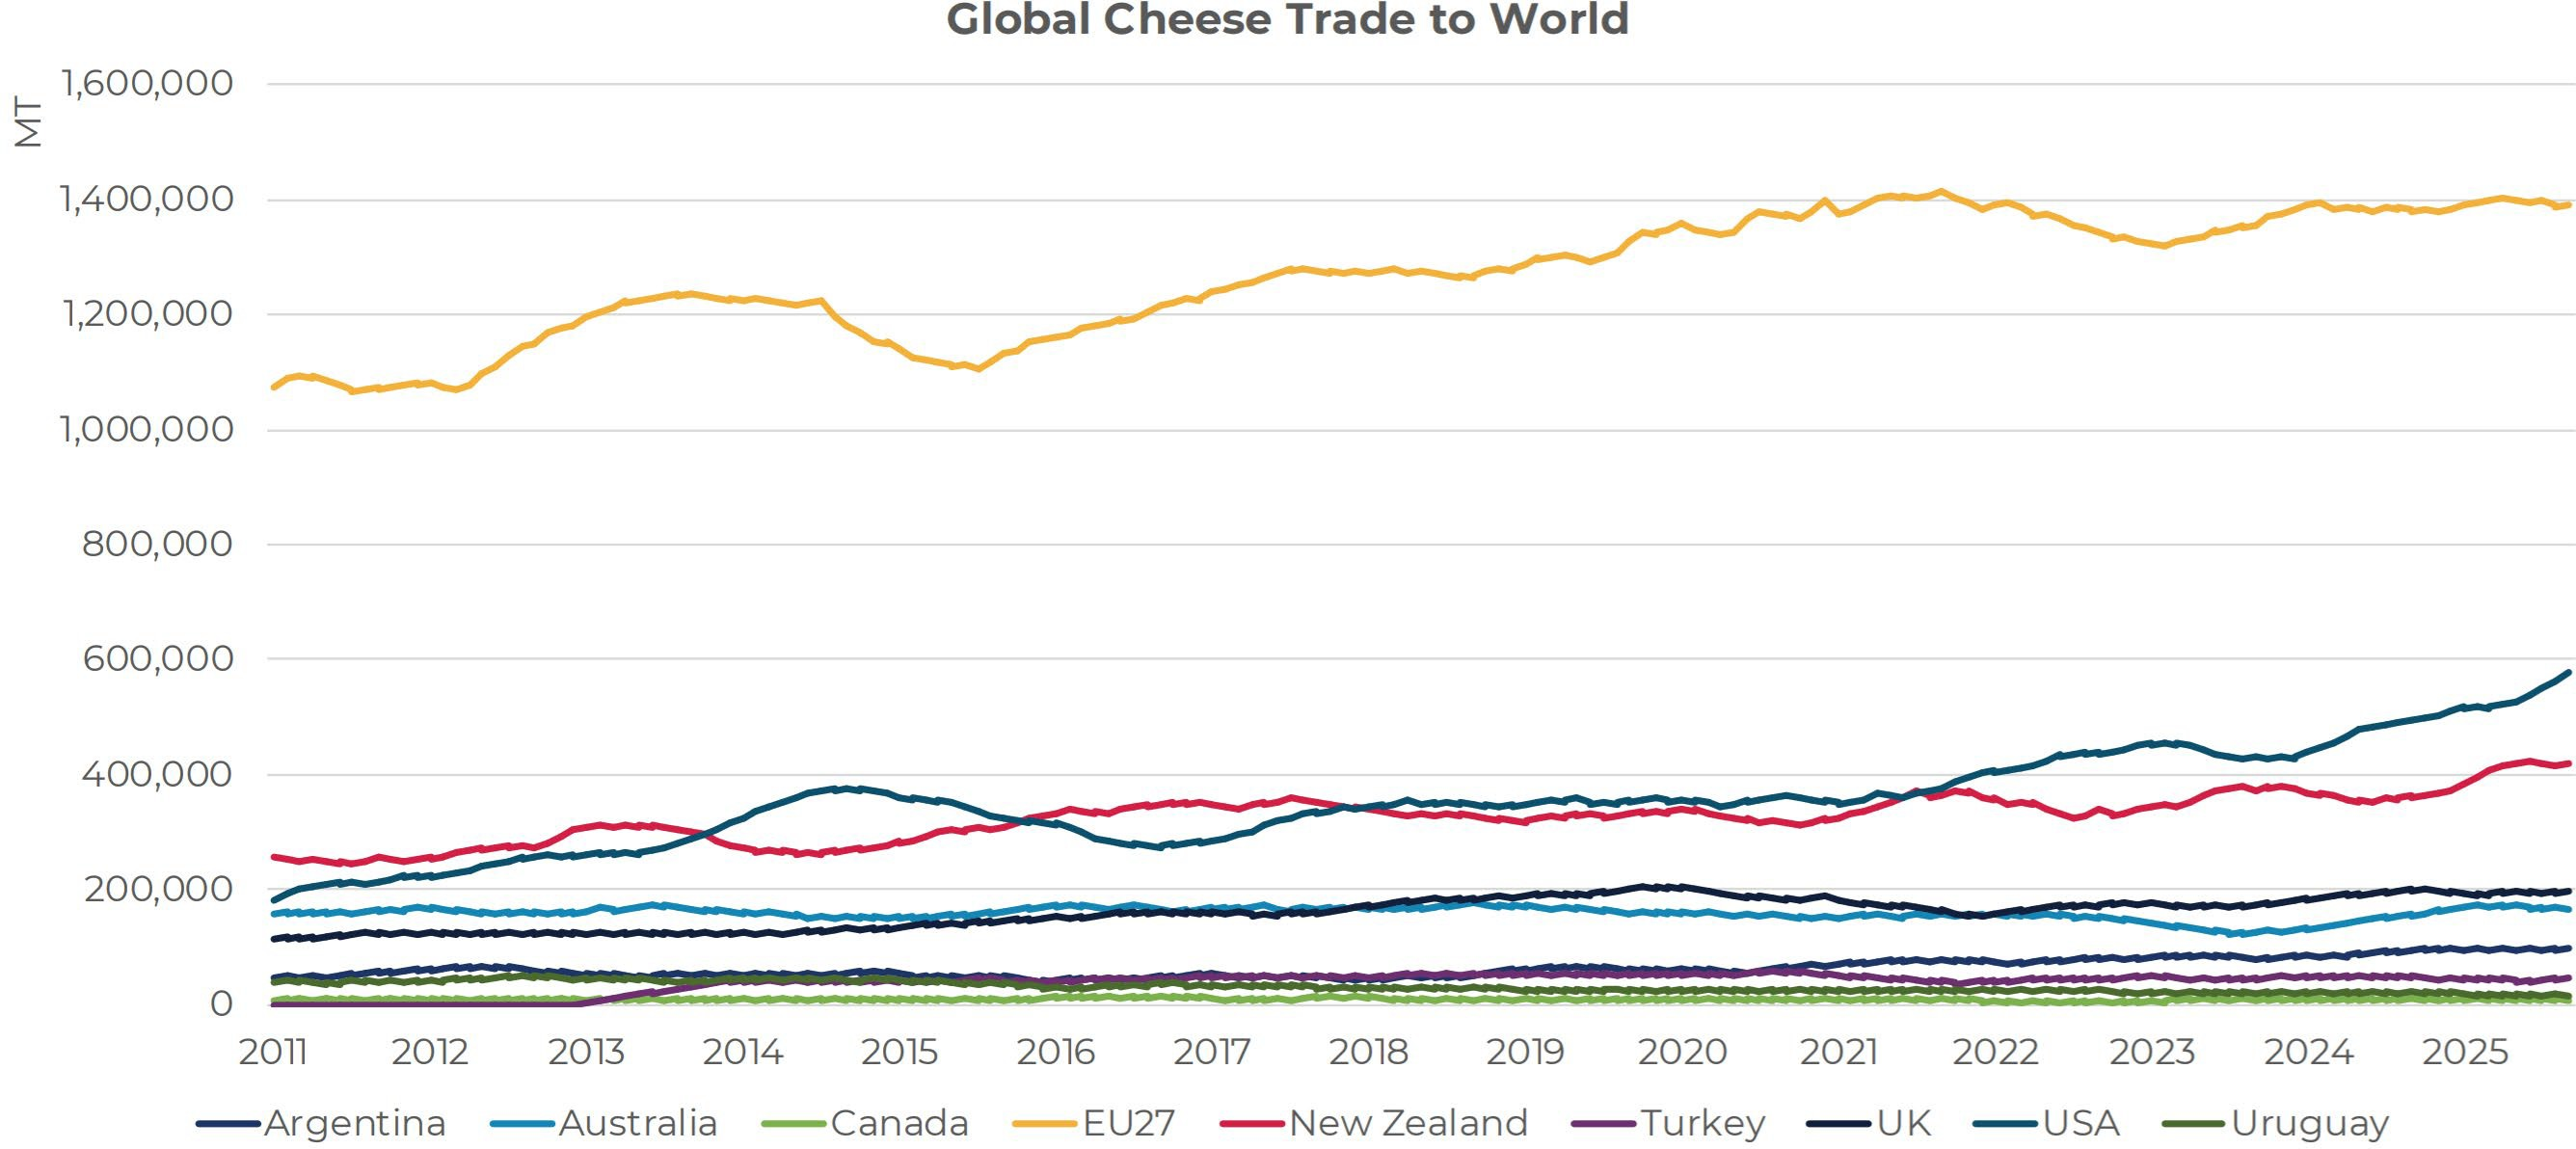 Global Cheese Trade to World
MT
1,600,000
1,400,000
1,200,000
1,000,000
800,000
600,000
400,000
200,000
0
2011 2012 2013 2014 2015 2016 2017 2018 2019 2020 2021 2022 2023 2024 2025
Argentina Australia Canada EU27 New Zealand Turkey UK USA Uruguay